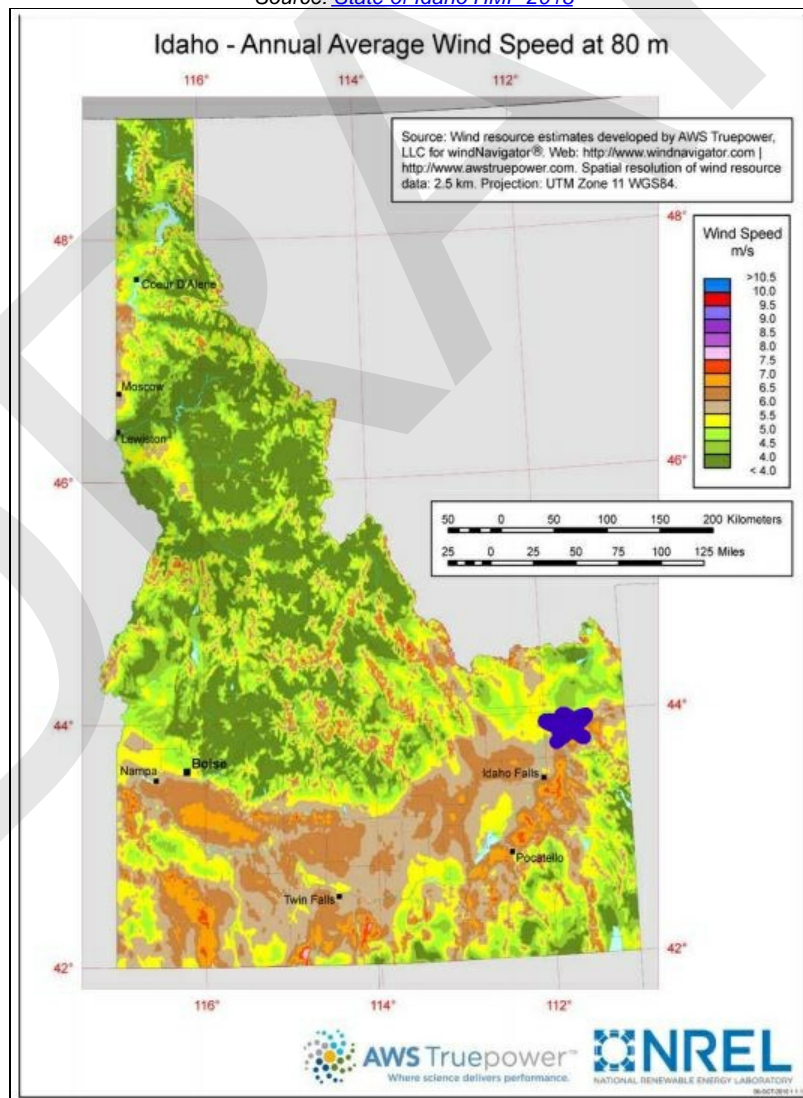 Source: State of Idaho HMP 2018
Idaho - Annual Average Wind Speed at 80 m
116° 114° 112°
Source: Wind resource estimates developed by AWS Truepower,
LLC for windNavigator®. Web: http://www.windnavigator.com |
http://www.awstruepower.com. Spatial resolution of wind resource
data: 2.5 km. Projection: UTM Zone 11 WGS84.
48° 48°
Wind Speed
m/s
>10.5
10.0
9.5
9.0
8.5
8.0
7.5
7.0
6.5
6.0
5.5
5.0
4.5
4.0
< 4.0
Coeur D'Alene
Moscow
Lewiston
46° 46°
50 0 50 100 150 200 Kilometers
25 0 25 50 75 100 125 Miles
44° 44°
Boise
Nampa
Idaho Falls
Pocatello
Twin Falls
42° 42°
116° 114° 112°
AWS Truepower™
Where science delivers performance.
NREL
NATIONAL RENEWABLE ENERGY LABORATORY
DRAFT